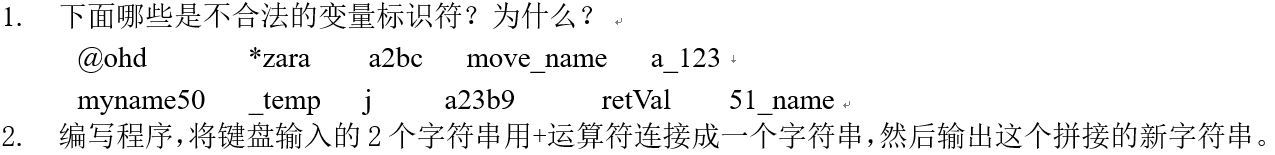 1. 下面哪些是不合法的变量标识符？为什么？
@ohd *zara a2bc move_name a_123
myname50 _temp j a23b9 retVal 51_name
2. 编写程序,将键盘输入的2个字符串用+运算符连接成一个字符串,然后输出这个拼接的新字符串。